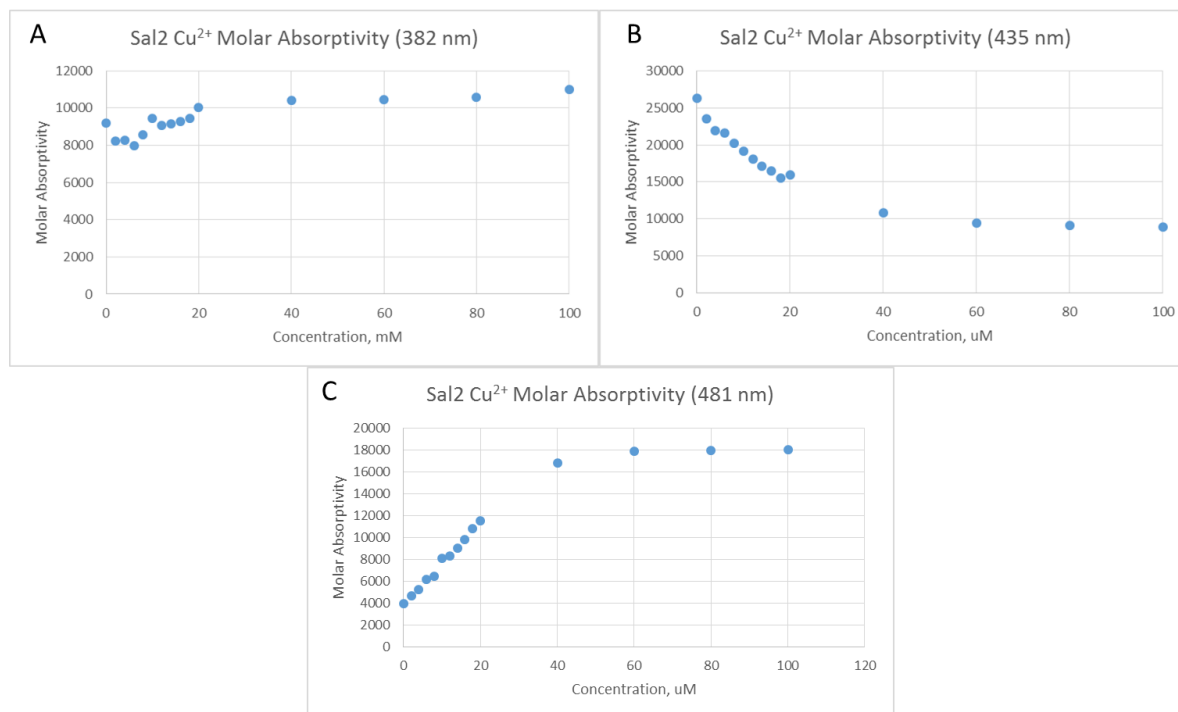 A
Sal2 Cu²⁺ Molar Absorptivity (382 nm)
12000
10000
8000
6000
4000
2000
0
Molar Absorptivity
0 20 40 60 80 100
Concentration, mM
B
Sal2 Cu²⁺ Molar Absorptivity (435 nm)
30000
25000
20000
15000
10000
5000
0
Molar Absorptivity
0 20 40 60 80 100
Concentration, uM
C
Sal2 Cu²⁺ Molar Absorptivity (481 nm)
20000
18000
16000
14000
12000
10000
8000
6000
4000
2000
0
Molar Absorptivity
0 20 40 60 80 100 120
Concentration, uM